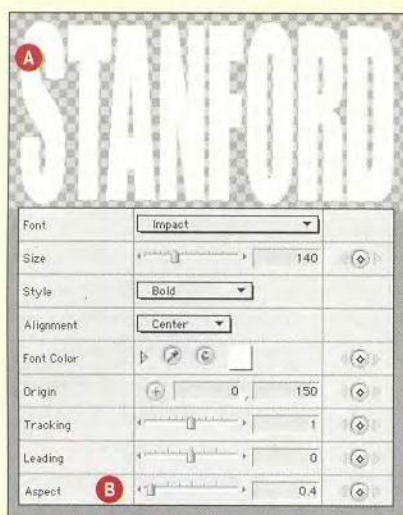 A
STANFORD
Font Impact
Size 140
Style Bold
Alignment Center
Font Color
Origin 0 , 150
Tracking 1
Leading 0
Aspect B 0.4